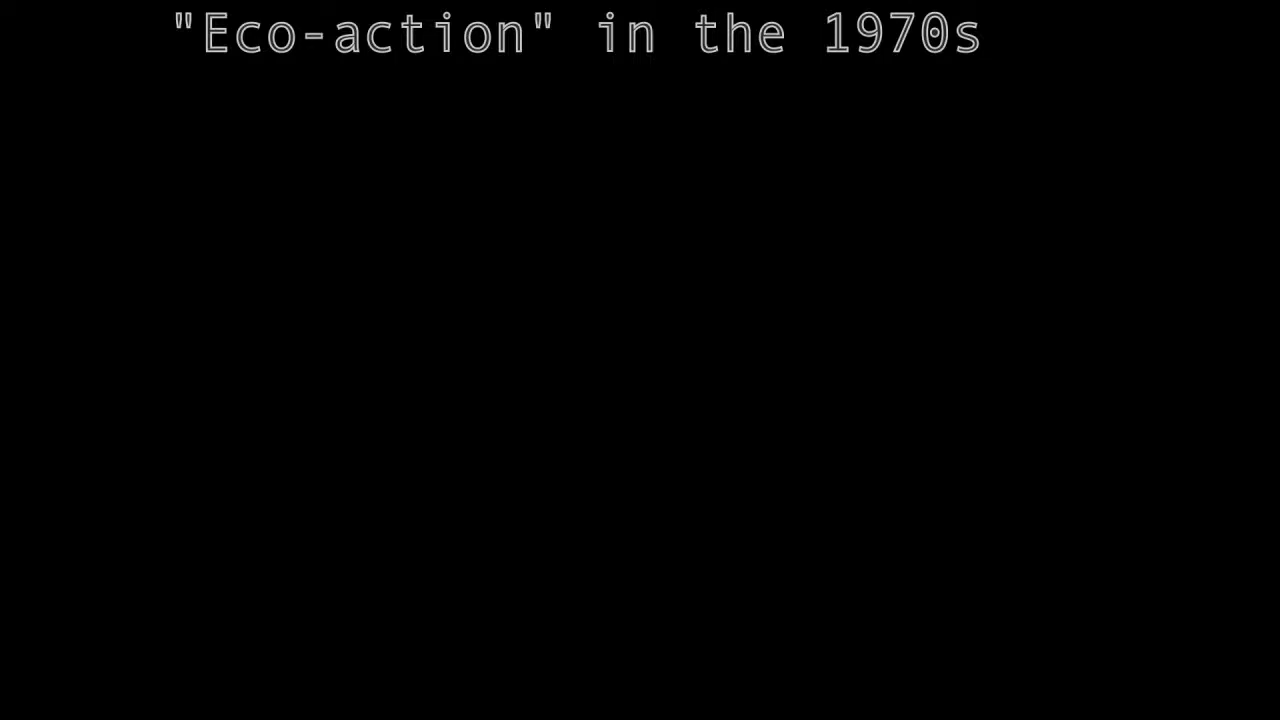 "Eco-action" in the 1970s